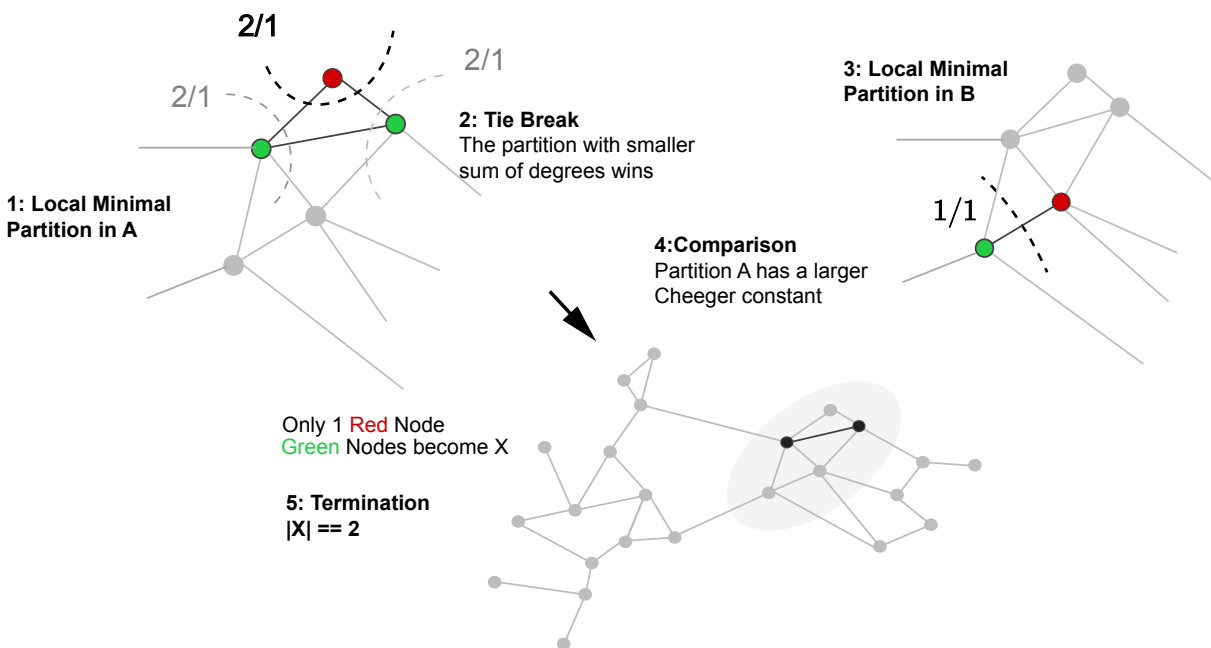 2/1
2/1
2/1
1: Local Minimal
Partition in A
2: Tie Break
The partition with smaller
sum of degrees wins
3: Local Minimal
Partition in B
1/1
4:Comparison
Partition A has a larger
Cheeger constant
Only 1 Red Node
Green Nodes become X
5: Termination
|X| == 2